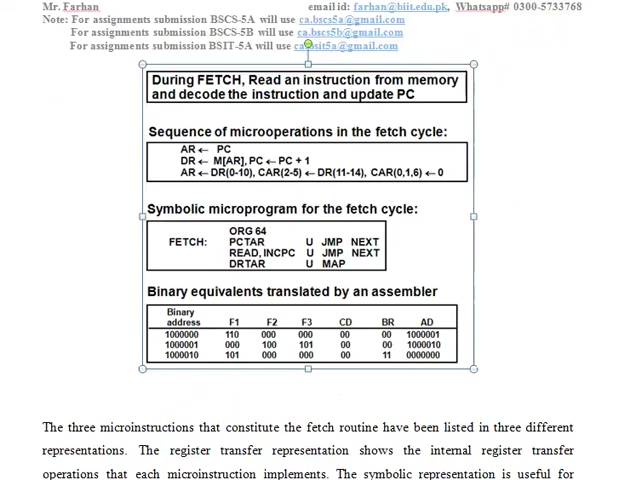 Mr. Farhan email id: farhan@biit.edu.pk, Whatsapp# 0300-5733768
Note: For assignments submission BSCS-5A will use ca.bscs5a@gmail.com
For assignments submission BSCS-5B will use ca.bscs5b@gmail.com
For assignments submission BSIT-5A will use ca.bsit5a@gmail.com
During FETCH, Read an instruction from memory
and decode the instruction and update PC
Sequence of microoperations in the fetch cycle:
AR ← PC
DR ← M[AR], PC ← PC + 1
AR ← DR(0-10), CAR(2-5) ← DR(11-14), CAR(0,1,6) ← 0
Symbolic microprogram for the fetch cycle:
ORG 64
FETCH: PCTAR U JMP NEXT
READ, INCPC U JMP NEXT
DRTAR U MAP
Binary equivalents translated by an assembler
Binary
address F1 F2 F3 CD BR AD
1000000 110 000 000 00 00 1000001
1000001 000 100 101 00 00 1000010
1000010 101 000 000 00 11 0000000
The three microinstructions that constitute the fetch routine have been listed in three different
representations. The register transfer representation shows the internal register transfer
operations that each microinstruction implements. The symbolic representation is useful for